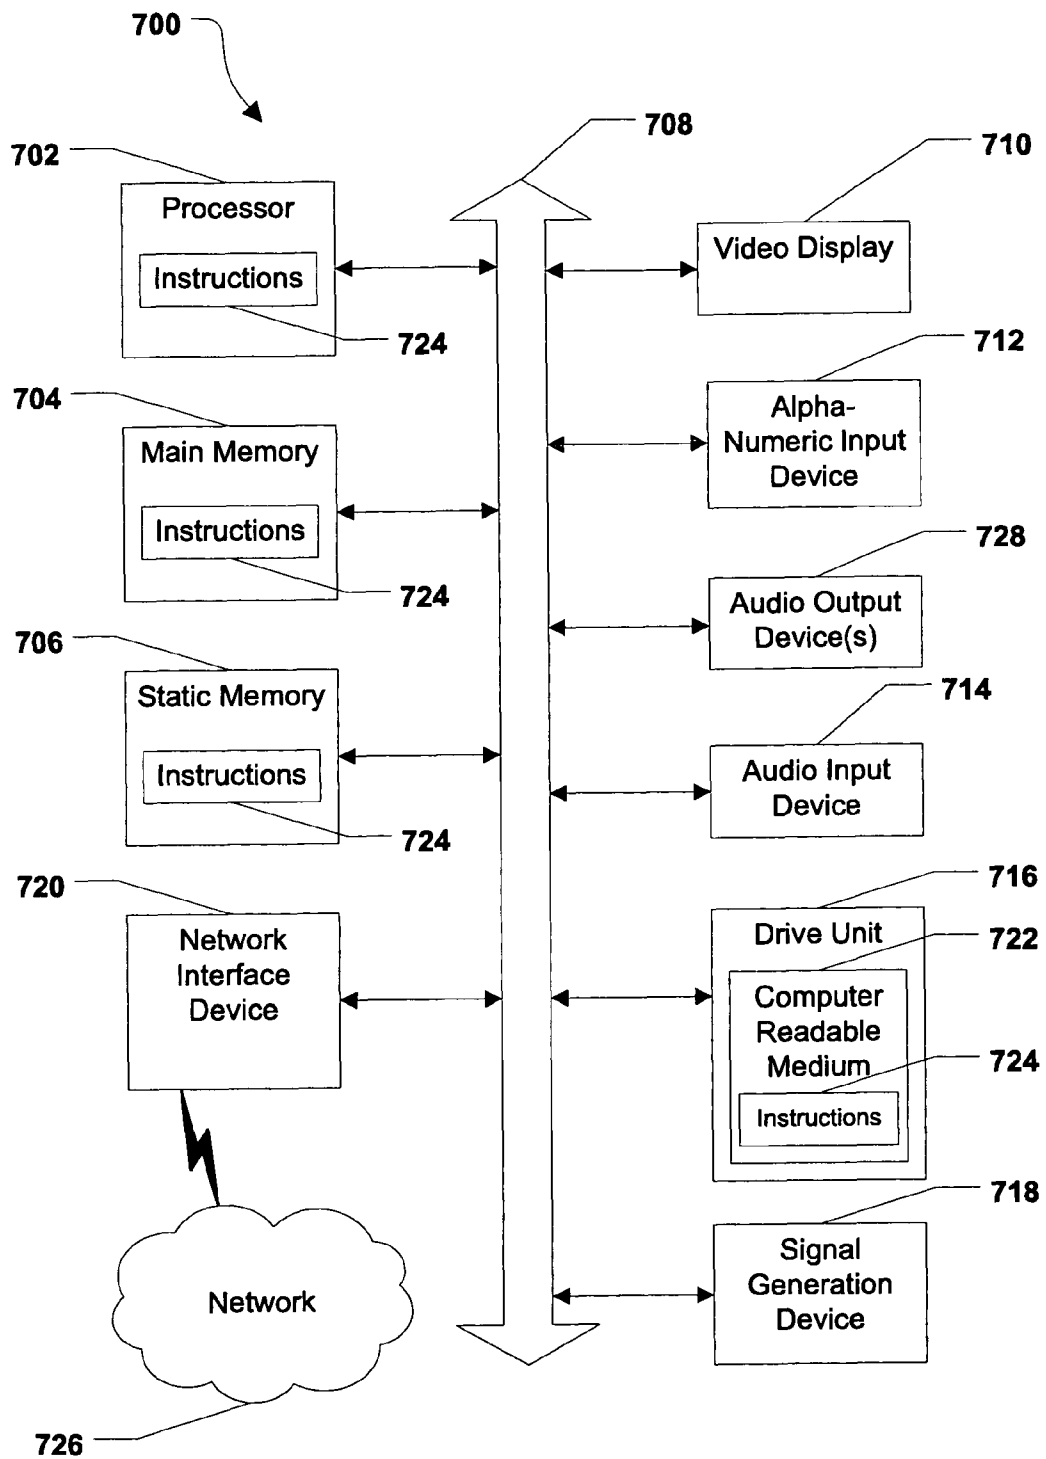 700
708
702
710
Processor
Instructions
724
Video Display
712
704
Main Memory
Instructions
724
Alpha-
Numeric Input
Device
728
706
Static Memory
Instructions
724
Audio Output
Device(s)
714
Audio Input
Device
720
Network
Interface
Device
716
Drive Unit
722
Computer
Readable
Medium
724
Instructions
718
Signal
Generation
Device
Network
726